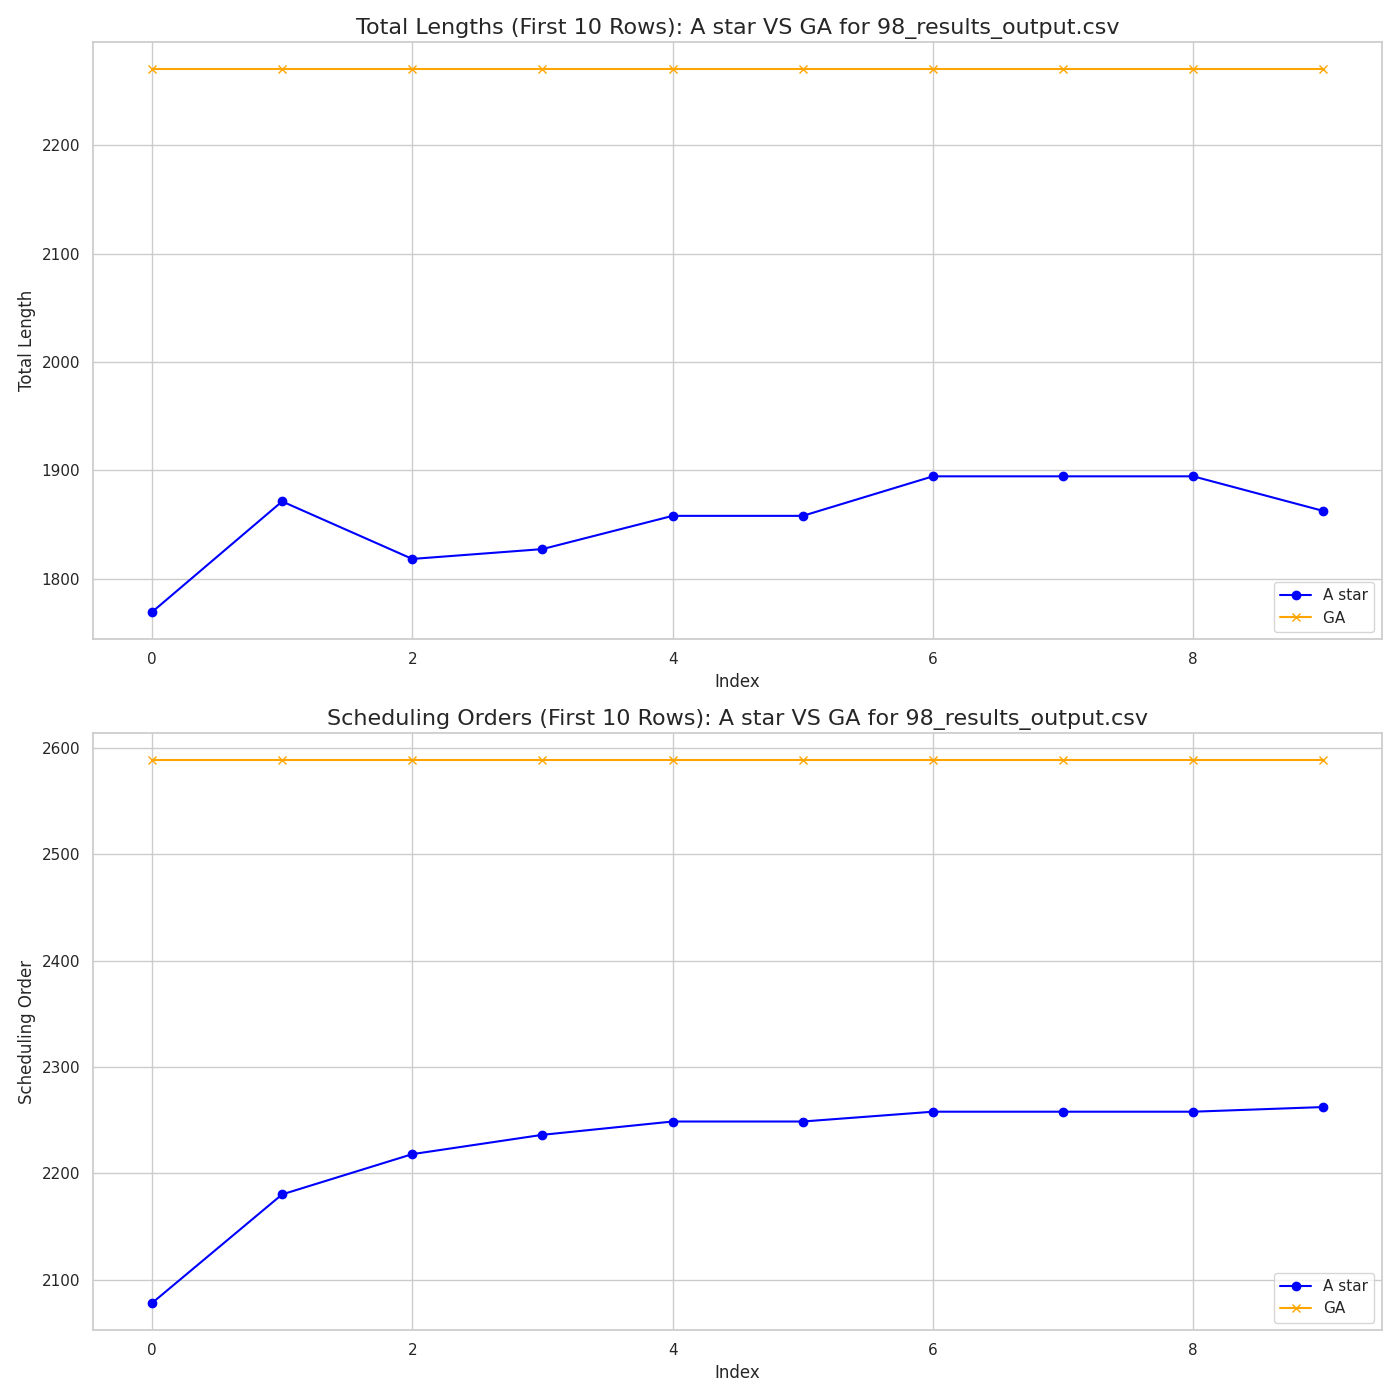 Total Lengths (First 10 Rows): A star VS GA for 98_results_output.csv
Total Length
2200
2100
2000
1900
1800
A star
GA
0 2 4 6 8
Index
Scheduling Orders (First 10 Rows): A star VS GA for 98_results_output.csv
Scheduling Order
2600
2500
2400
2300
2200
2100
A star
GA
0 2 4 6 8
Index